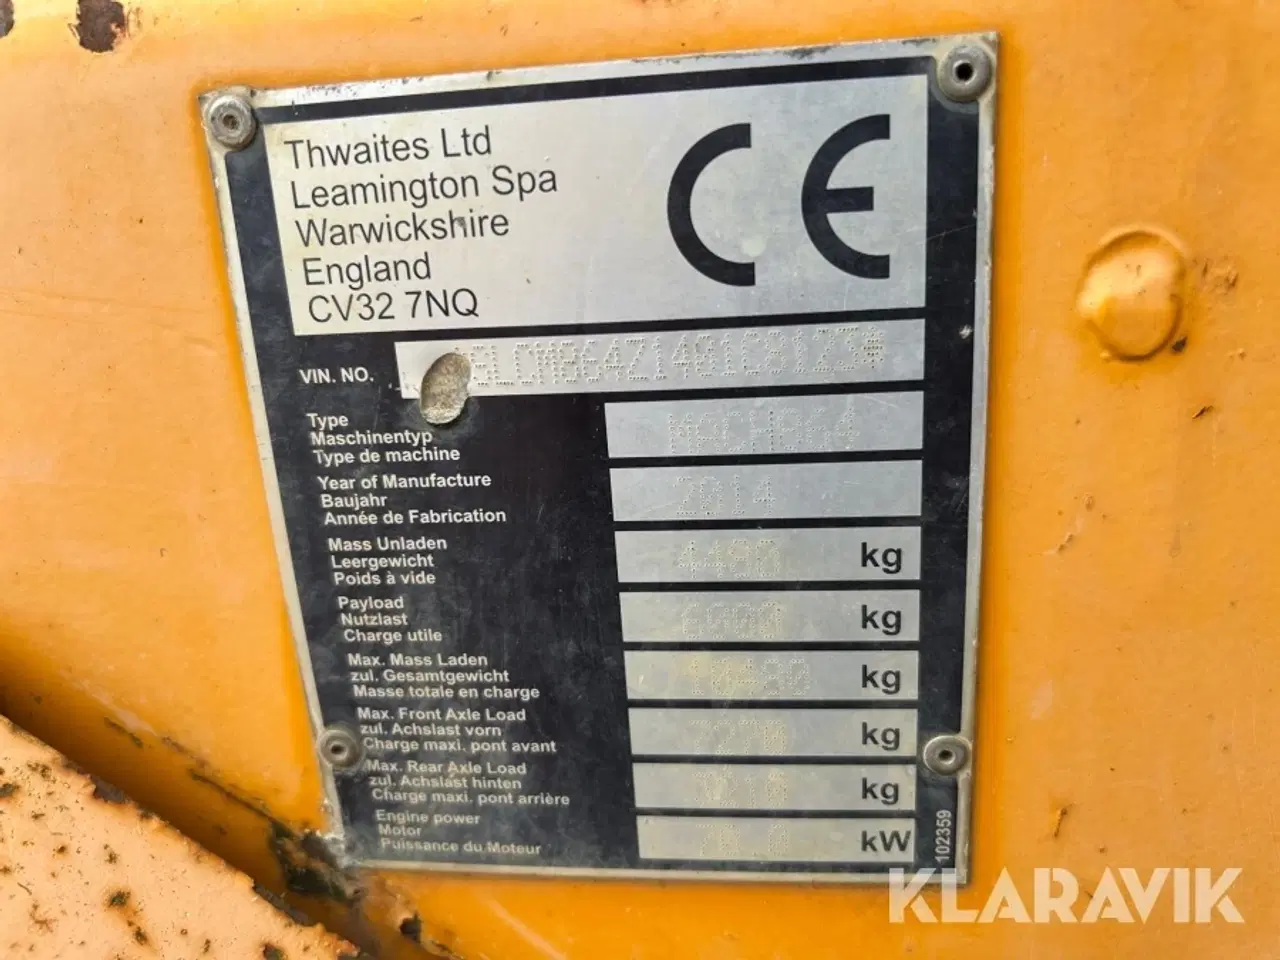 Thwaites Ltd
Leamington Spa
Warwickshire
England
CV32 7NQ
CE
VIN. NO.
Type
Maschinentyp
Type de machine
Year of Manufacture
Baujahr
Année de Fabrication
2014
Mass Unladen
Leergewicht
Poids à vide
kg
Payload
Nutzlast
Charge utile
kg
Max. Mass Laden
zul. Gesamtgewicht
Masse totale en charge
kg
Max. Front Axle Load
zul. Achslast vorn
Charge maxi. pont avant
kg
Max. Rear Axle Load
zul. Achslast hinten
Charge maxi. pont arrière
kg
Engine power
Motor
Puissance du Moteur
kW
102359
KLARAVIK